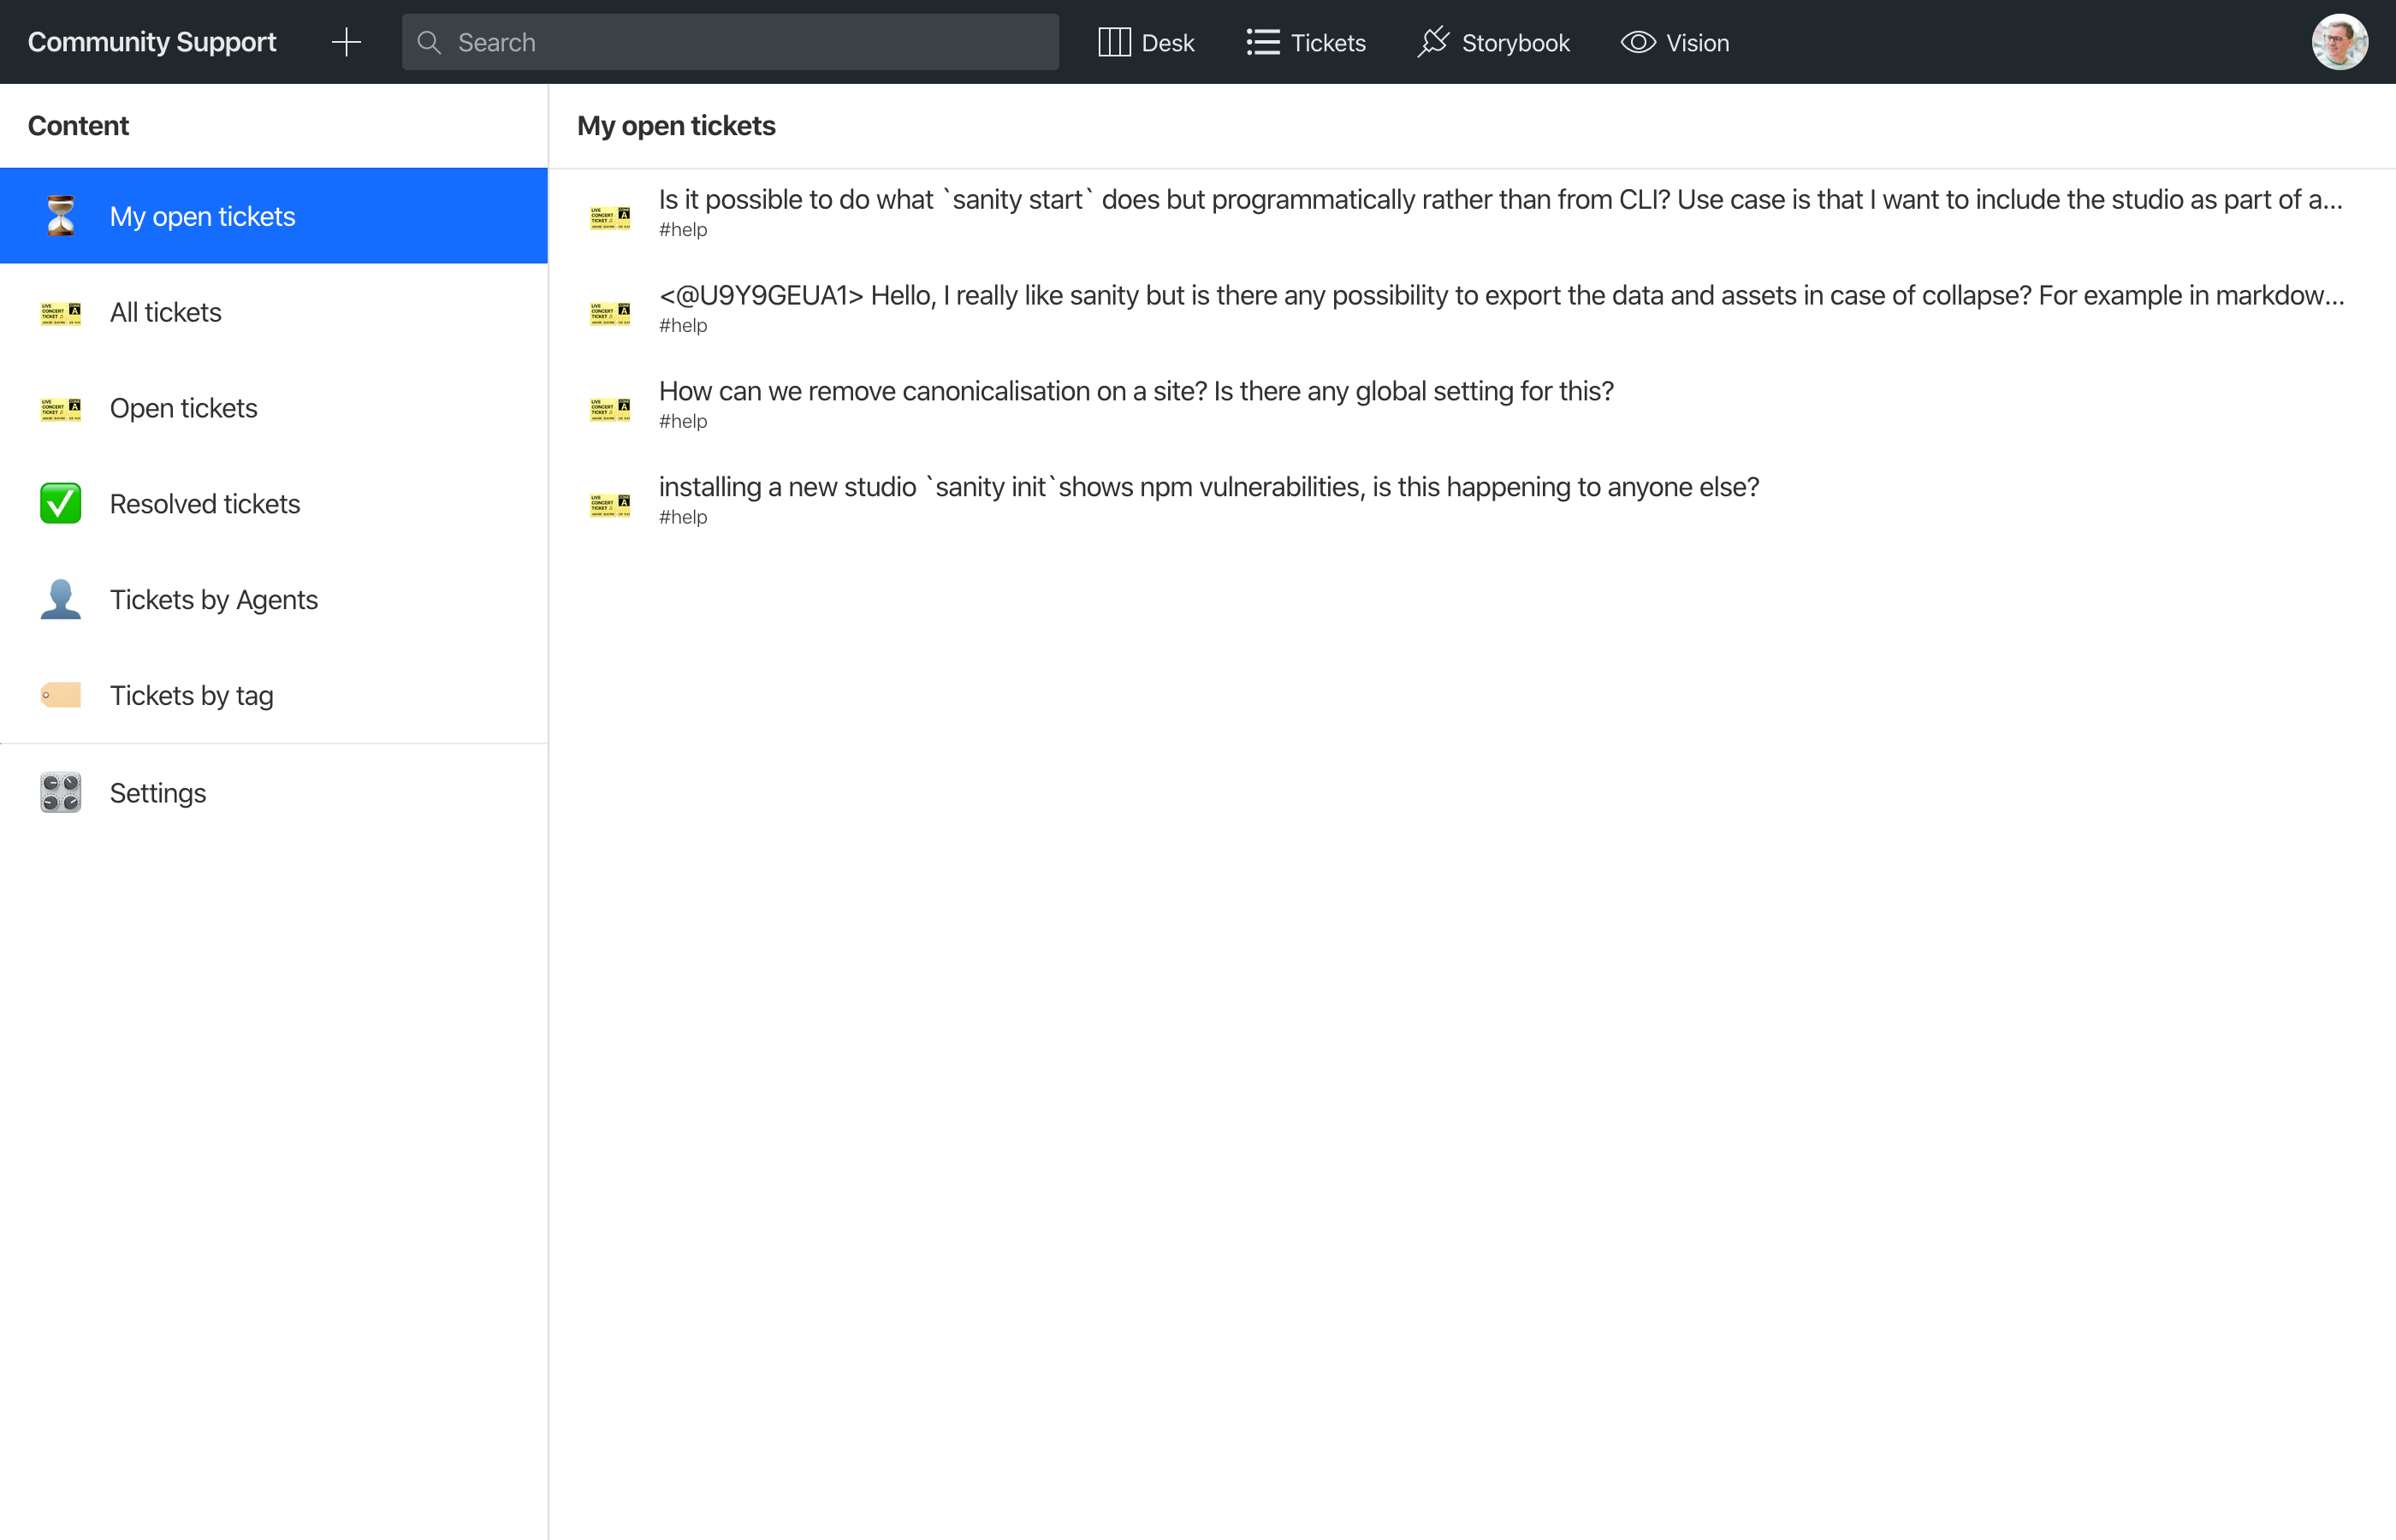 Community Support
Search
Desk
Tickets
Storybook
Vision
Content
My open tickets
All tickets
Open tickets
Resolved tickets
Tickets by Agents
Tickets by tag
Settings
My open tickets
Is it possible to do what `sanity start` does but programmatically rather than from CLI? Use case is that I want to include the studio as part of a...
#help
<@U9Y9GEUA1> Hello, I really like sanity but is there any possibility to export the data and assets in case of collapse? For example in markdow...
#help
How can we remove canonicalisation on a site? Is there any global setting for this?
#help
installing a new studio `sanity init`shows npm vulnerabilities, is this happening to anyone else?
#help